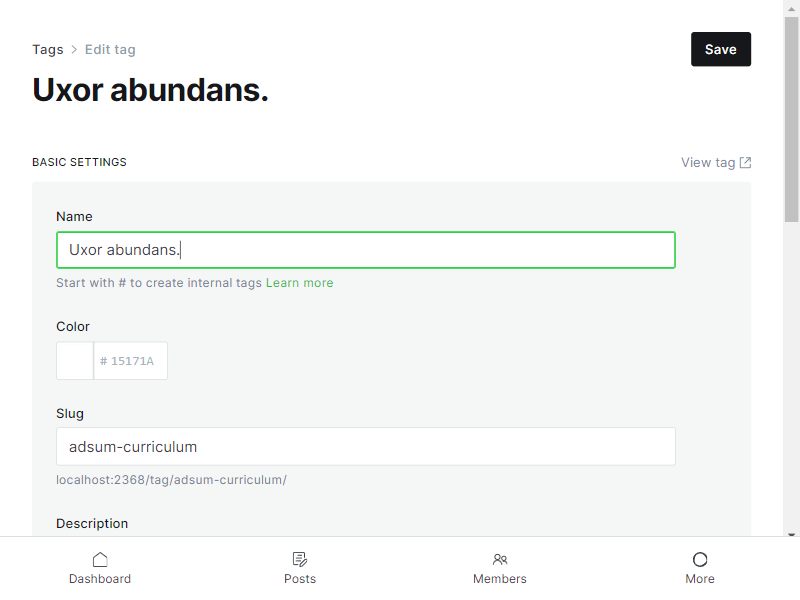 Tags > Edit tag
Save
Uxor abundans.
BASIC SETTINGS
View tag
Name
Uxor abundans.
Start with # to create internal tags Learn more
Color
# 15171A
Slug
adsum-curriculum
localhost:2368/tag/adsum-curriculum/
Description
Dashboard
Posts
Members
More